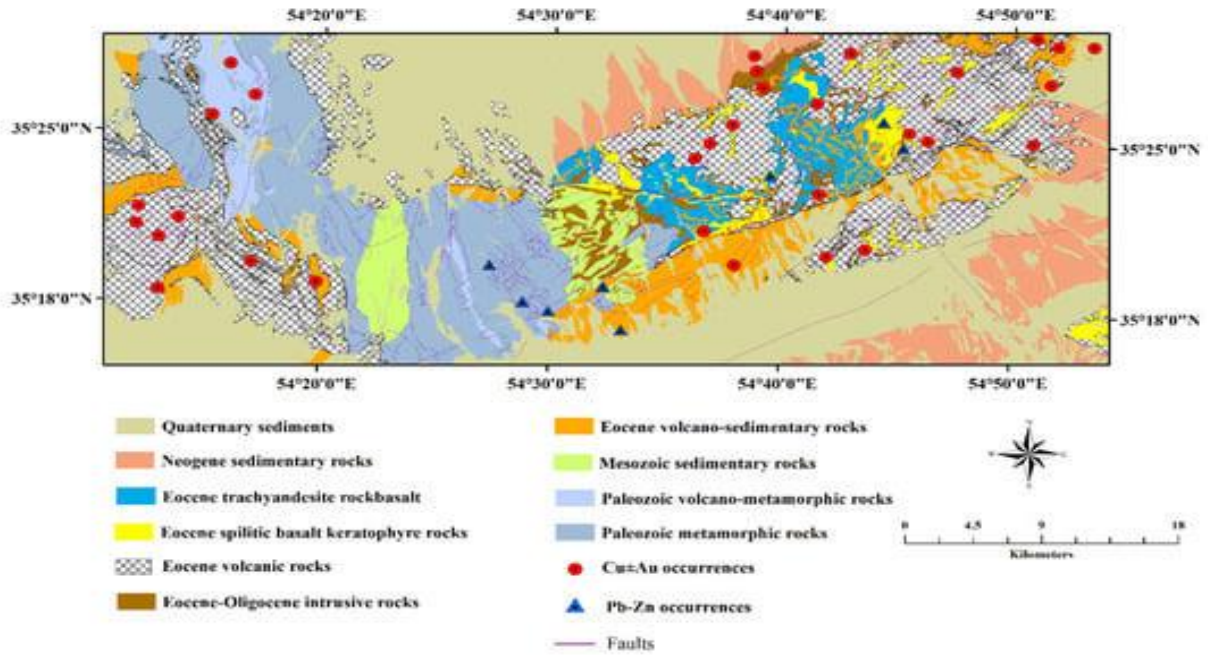 54°20'0"E 54°30'0"E 54°40'0"E 54°50'0"E
35°25'0"N 35°25'0"N
35°18'0"N 35°18'0"N
54°20'0"E 54°30'0"E 54°40'0"E 54°50'0"E
Quaternary sediments
Neogene sedimentary rocks
Eocene trachyandesite rockbasalt
Eocene spilitic basalt keratophyre rocks
Eocene volcanic rocks
Eocene-Oligocene intrusive rocks
Eocene volcano-sedimentary rocks
Mesozoic sedimentary rocks
Paleozoic volcano-metamorphic rocks
Paleozoic metamorphic rocks
Cu±Au occurrences
Pb-Zn occurrences
Faults
N
S
0 4.5 9 18
Kilometers